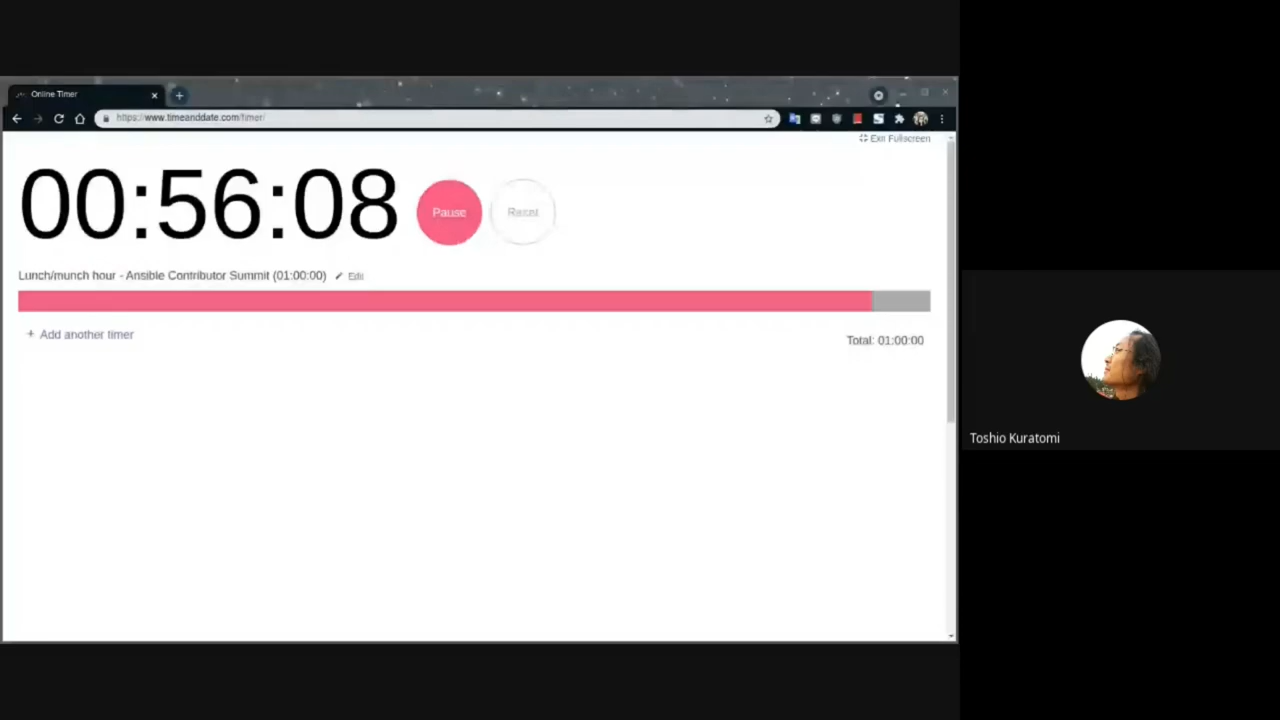 Online Timer
https://www.timeanddate.com/timer/
Exit Fullscreen
00:56:08
Pause
Reset
Lunch/munch hour - Ansible Contributor Summit (01:00:00)
Edit
+ Add another timer
Total: 01:00:00
Toshio Kuratomi